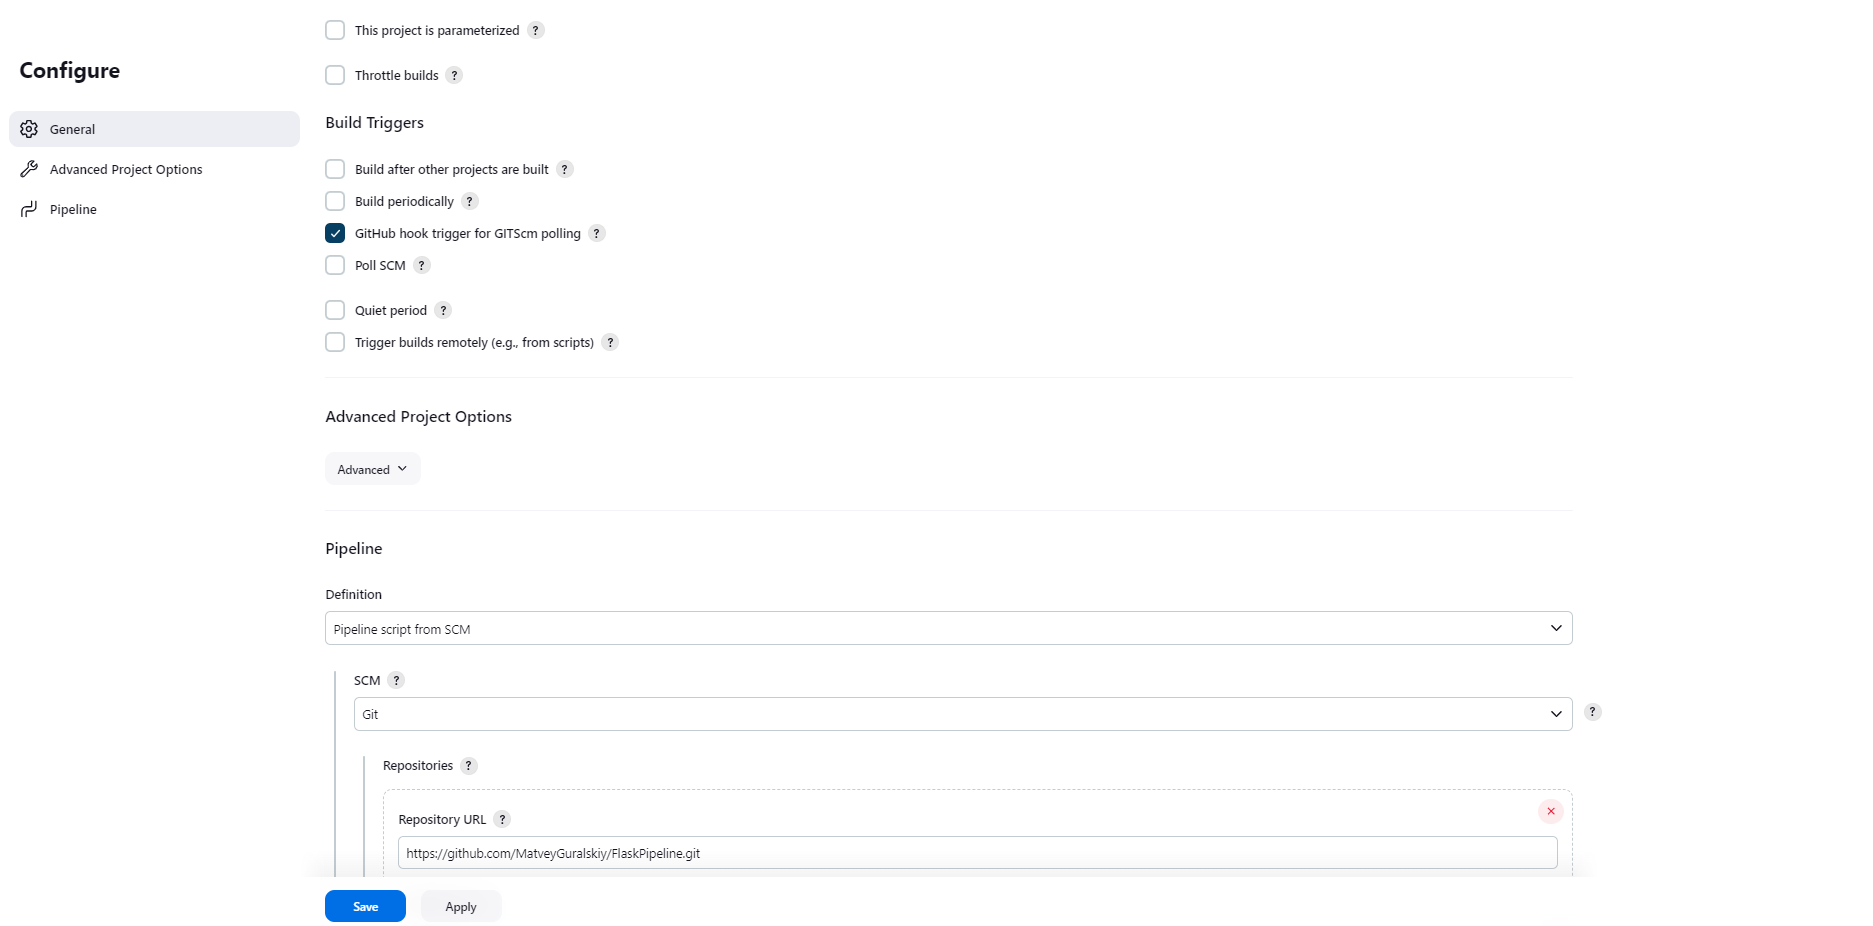 This project is parameterized ?
Configure
Throttle builds ?
Build Triggers
General
Advanced Project Options
Pipeline
Build after other projects are built ?
Build periodically ?
GitHub hook trigger for GITScm polling ?
Poll SCM ?
Quiet period ?
Trigger builds remotely (e.g., from scripts) ?
Advanced Project Options
Advanced
Pipeline
Definition
Pipeline script from SCM
SCM ?
Git
?
Repositories ?
Repository URL ?
https://github.com/MatveyGuralskiy/FlaskPipeline.git
Save
Apply